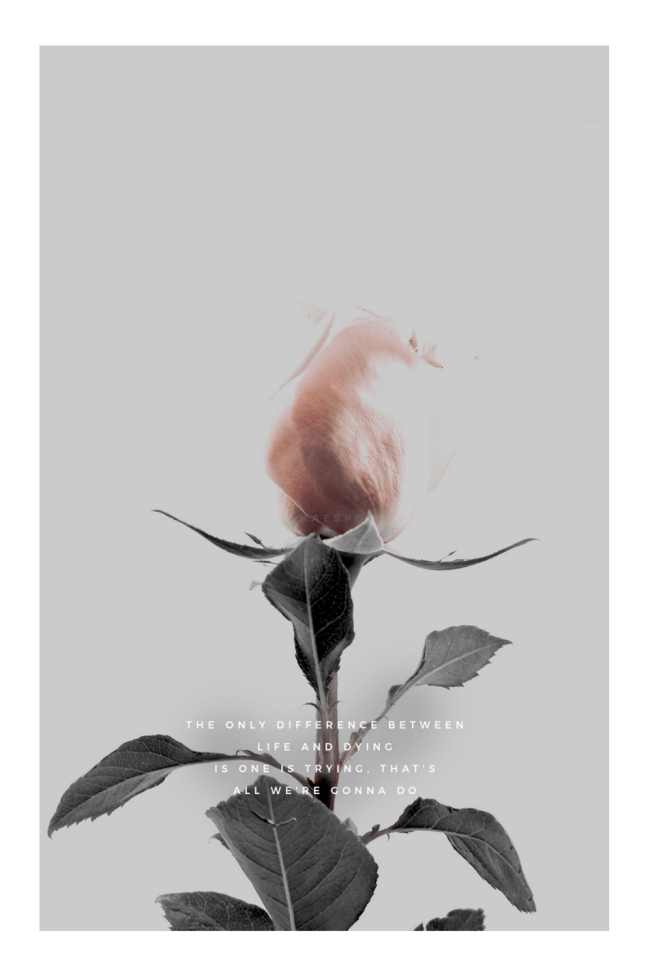 THE ONLY DIFFERENCE BETWEEN
LIFE AND DYING
IS ONE IS TRYING, THAT'S
ALL WE'RE GONNA DO